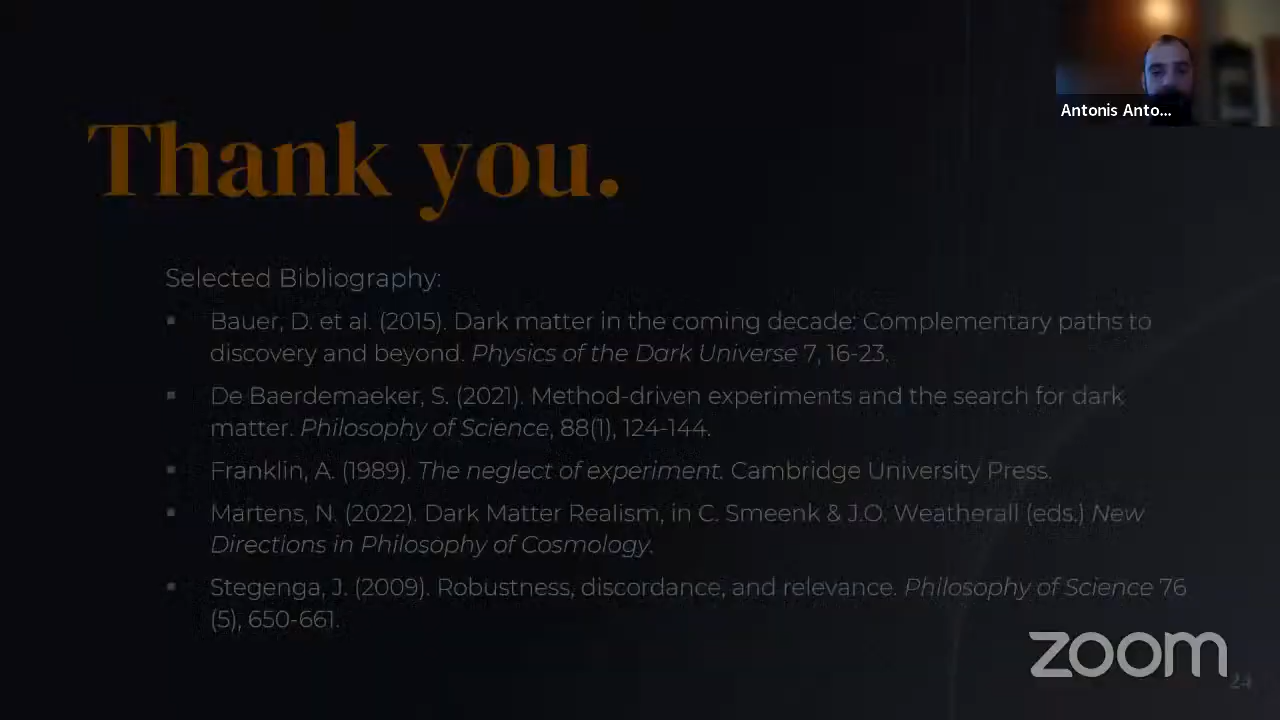 Antonis Anto...
Thank you.
Selected Bibliography:
Bauer, D. et al. (2015). Dark matter in the coming decade: Complementary paths to
discovery and beyond. Physics of the Dark Universe 7, 16-23.
De Baerdemaeker, S. (2021). Method-driven experiments and the search for dark
matter. Philosophy of Science, 88(1), 124-144.
Franklin, A. (1989). The neglect of experiment. Cambridge University Press.
Martens, N. (2022). Dark Matter Realism, in C. Smeenk & J.O. Weatherall (eds.) New
Directions in Philosophy of Cosmology.
Stegenga, J. (2009). Robustness, discordance, and relevance. Philosophy of Science 76
(5), 650-661.
zoom
24